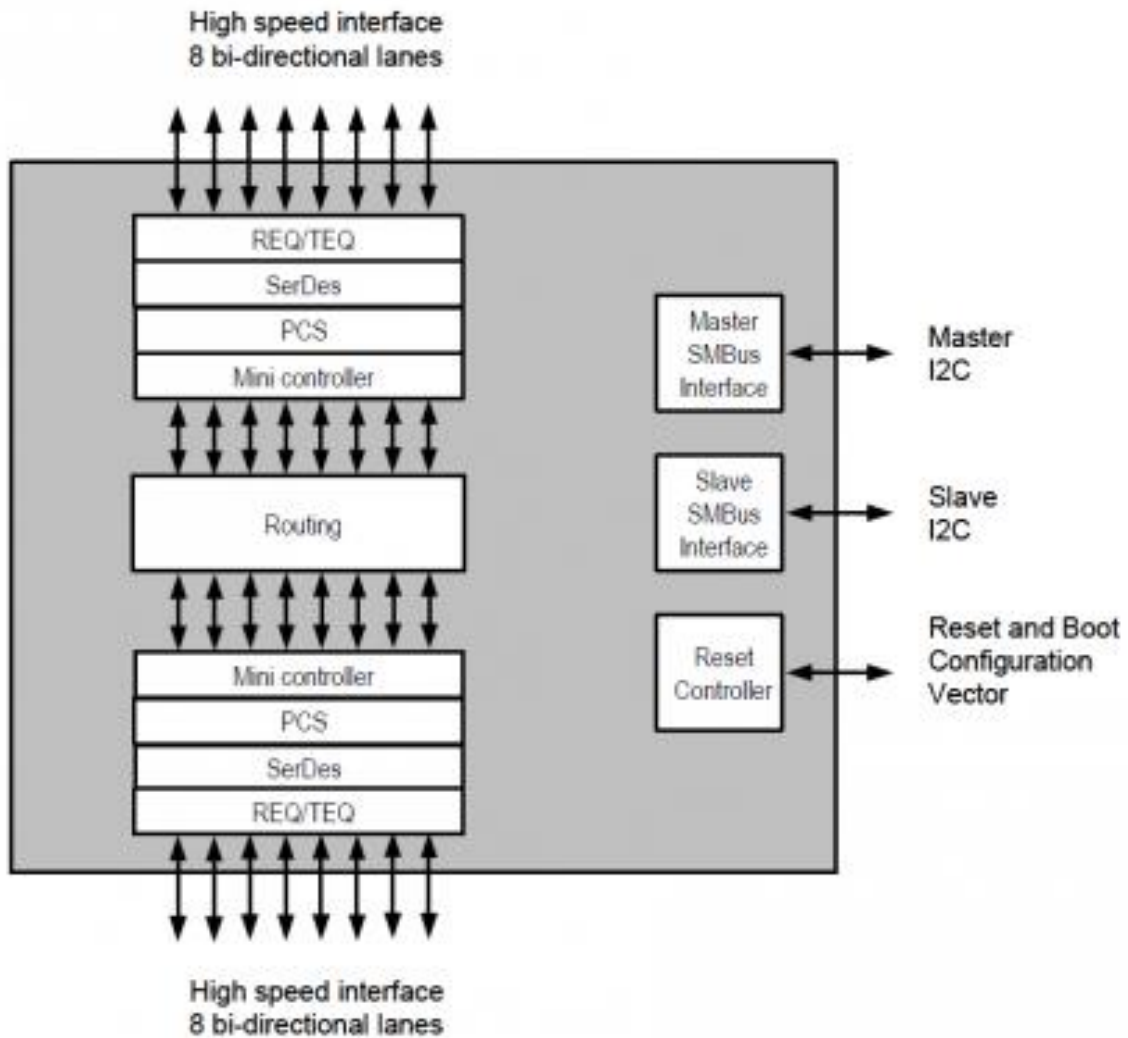 High speed interface
8 bi-directional lanes
REQ/TEQ
SerDes
PCS
Mini controller
Routing
Mini controller
PCS
SerDes
REQ/TEQ
High speed interface
8 bi-directional lanes
Master
SMBus
Interface
Master
I2C
Slave
SMBus
Interface
Slave
I2C
Reset
Controller
Reset and Boot
Configuration
Vector